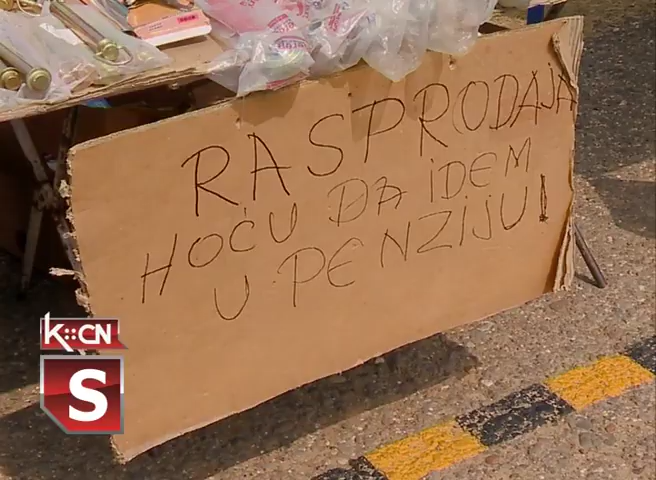 RASPRODAJA
HOĆU DA IDEM
U PENZIJU!
K::CN
S